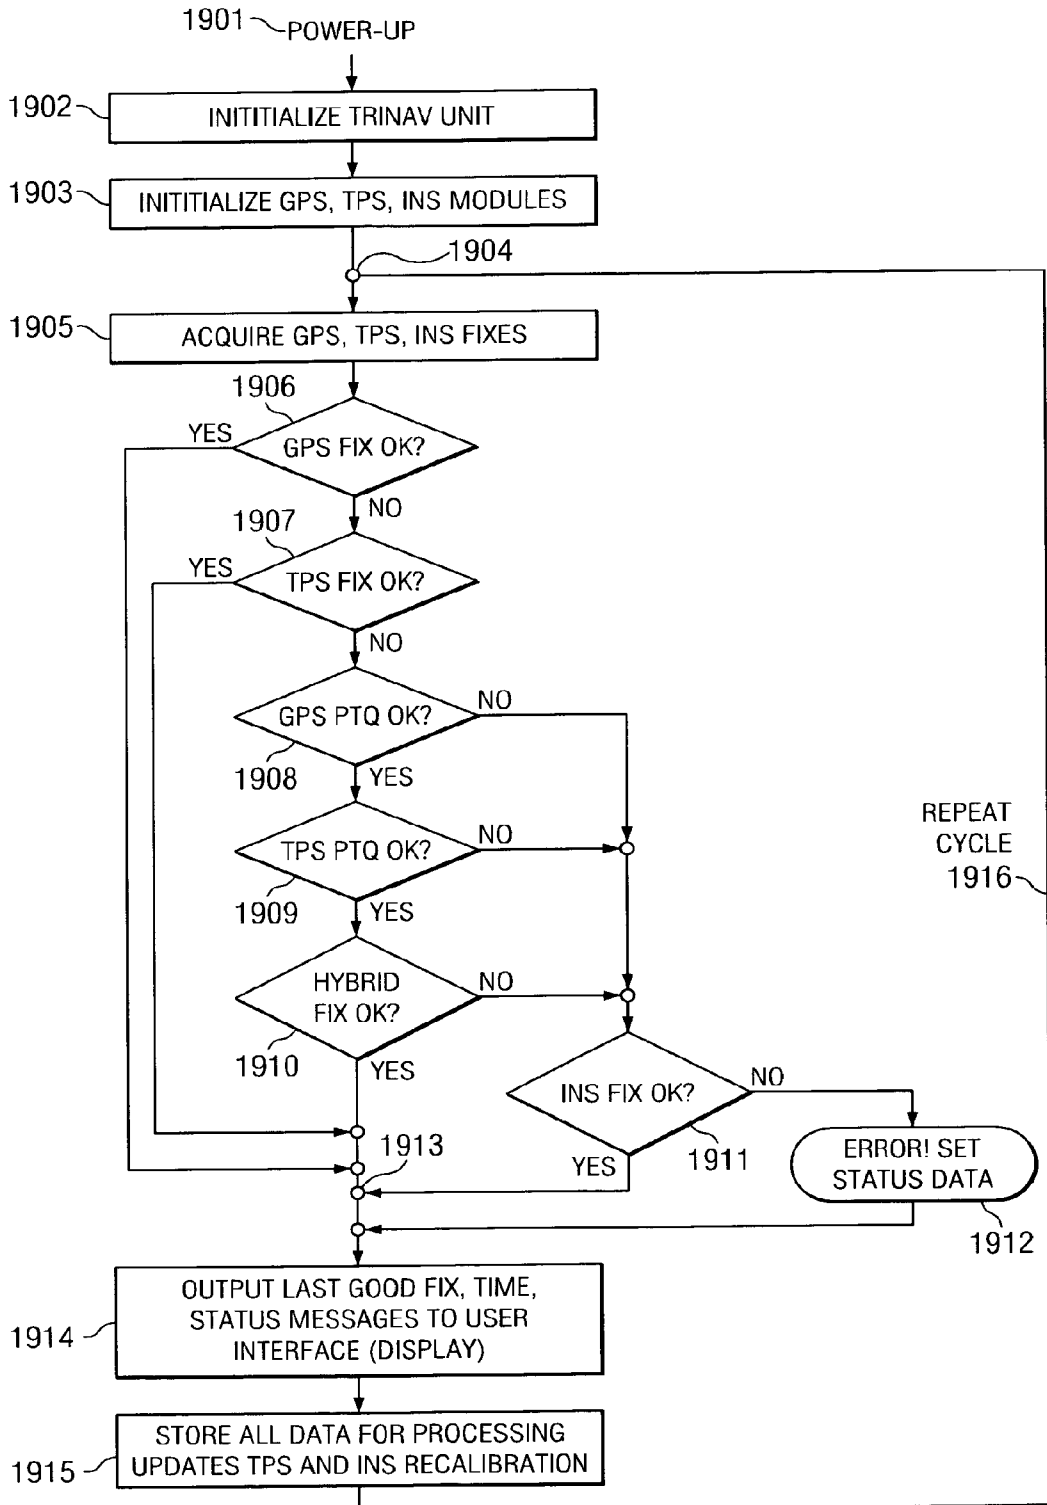 1901
POWER-UP
1902
INITITIALIZE TRINAV UNIT
1903
INITITIALIZE GPS, TPS, INS MODULES
1904
1905
ACQUIRE GPS, TPS, INS FIXES
1906
YES
GPS FIX OK?
NO
1907
YES
TPS FIX OK?
NO
GPS PTQ OK?
NO
1908
YES
TPS PTQ OK?
NO
1909
YES
REPEAT
CYCLE
1916
HYBRID
FIX OK?
NO
1910
YES
INS FIX OK?
NO
1911
YES
1913
ERROR! SET
STATUS DATA
1912
OUTPUT LAST GOOD FIX, TIME,
STATUS MESSAGES TO USER
INTERFACE (DISPLAY)
1914
STORE ALL DATA FOR PROCESSING
UPDATES TPS AND INS RECALIBRATION
1915